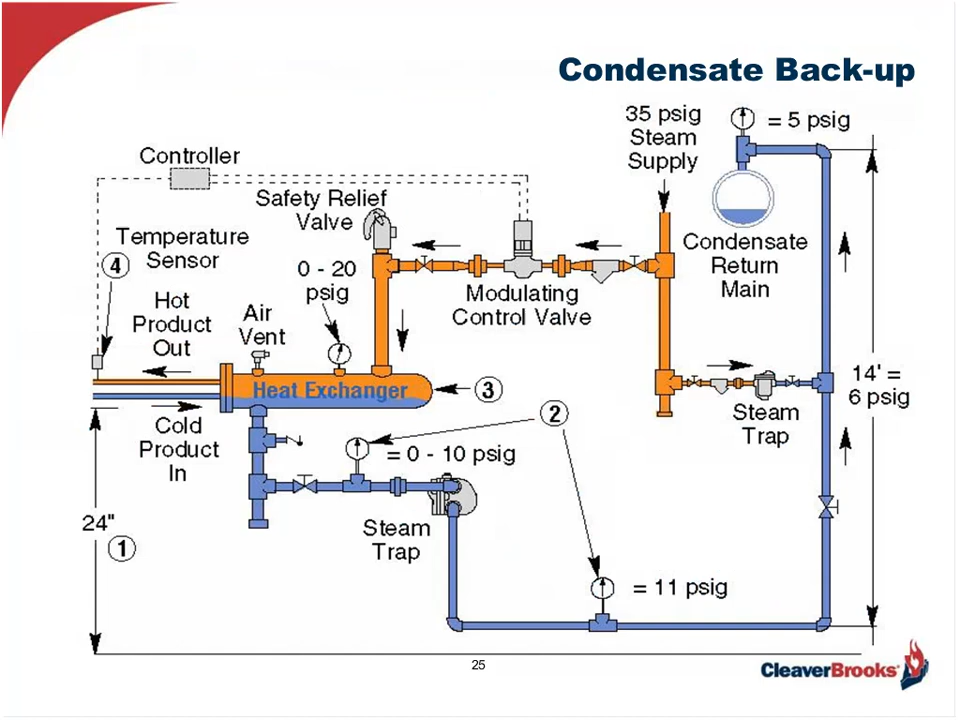 Condensate Back-up
35 psig
Steam
Supply
= 5 psig
Controller
Safety Relief
Valve
Temperature
Sensor
4
0 - 20
psig
Condensate
Return
Main
Modulating
Control Valve
Hot
Product
Out
Air
Vent
Heat Exchanger
3
14' =
6 psig
Steam
Trap
2
Cold
Product
In
= 0 - 10 psig
24"
1
Steam
Trap
= 11 psig
25
CleaverBrooks